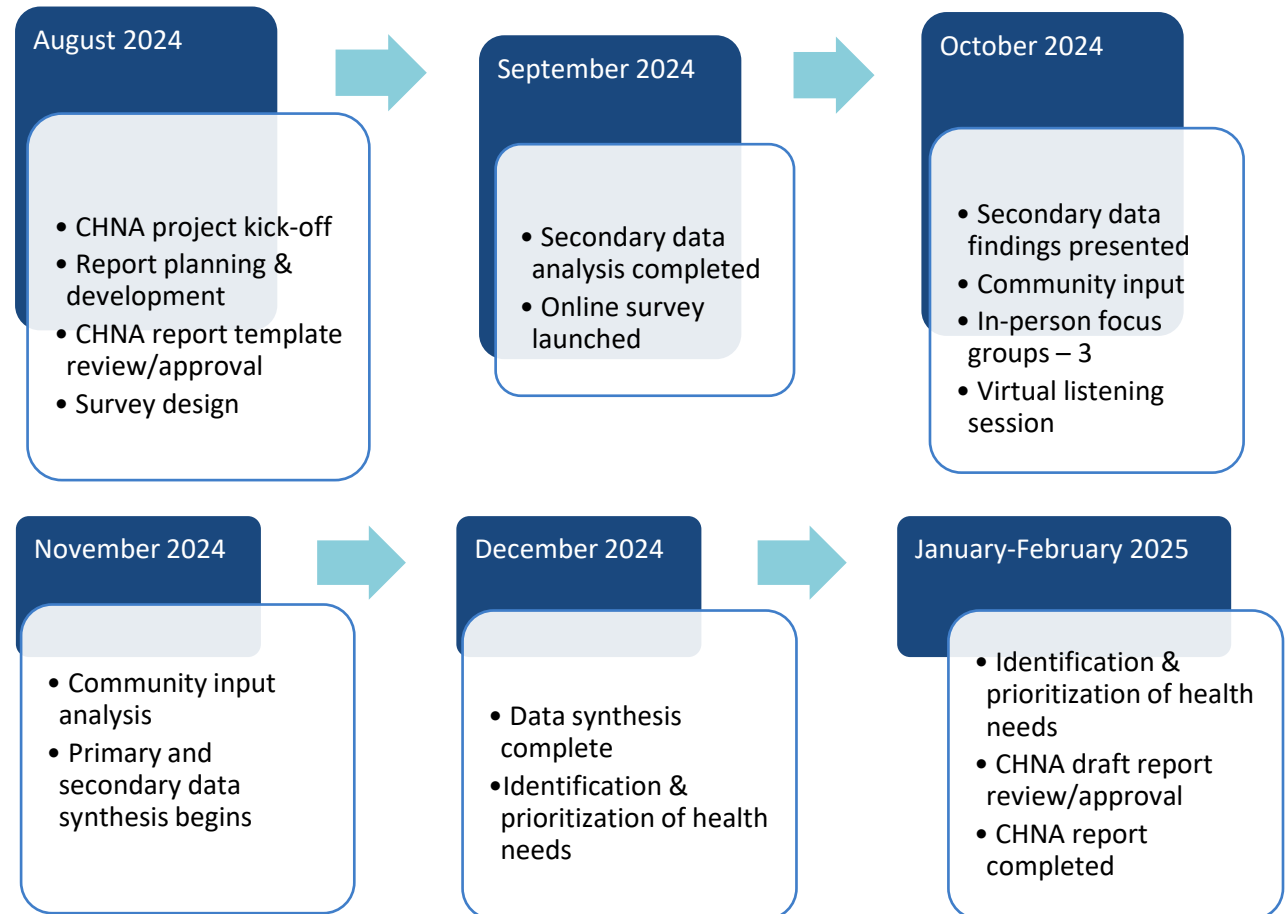 August 2024
• CHNA project kick-off
• Report planning &
development
• CHNA report template
review/approval
• Survey design
September 2024
• Secondary data
analysis completed
• Online survey
launched
October 2024
• Secondary data
findings presented
• Community input
• In-person focus
groups – 3
• Virtual listening
session
November 2024
• Community input
analysis
• Primary and
secondary data
synthesis begins
December 2024
• Data synthesis
complete
•Identification &
prioritization of health
needs
January-February 2025
• Identification &
prioritization of health
needs
• CHNA draft report
review/approval
• CHNA report
completed